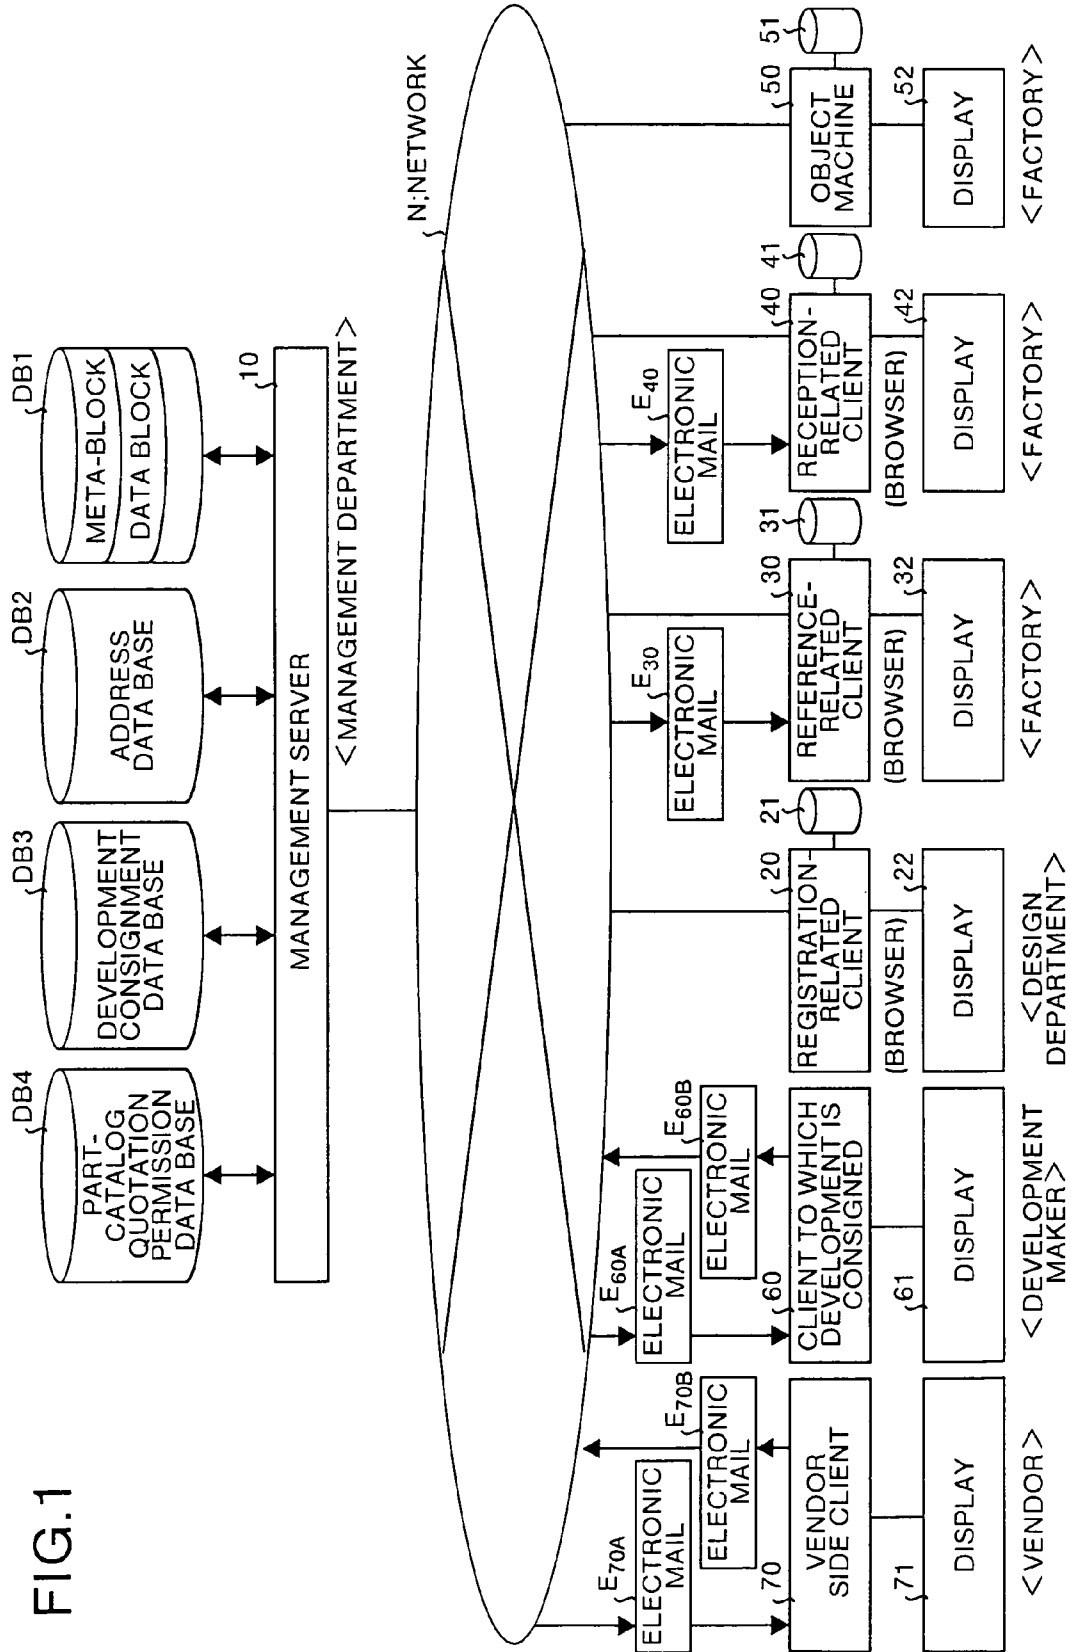 FIG.1
DB4
PART-
CATALOG
QUOTATION
PERMISSION
DATA BASE
DB3
DEVELOPMENT
CONSIGNMENT
DATA BASE
DB2
ADDRESS
DATA BASE
DB1
META-BLOCK
DATA BLOCK
10
MANAGEMENT SERVER
<MANAGEMENT DEPARTMENT>
N;NETWORK
E70A
ELECTRONIC
MAIL
E70B
ELECTRONIC
MAIL
70
VENDOR
SIDE CLIENT
71
DISPLAY
<VENDOR>
E60A
ELECTRONIC
MAIL
E60B
ELECTRONIC
MAIL
60
CLIENT TO WHICH
DEVELOPMENT IS
CONSIGNED
61
DISPLAY
<DEVELOPMENT
MAKER>
20
21
REGISTRATION-
RELATED
CLIENT
(BROWSER)
22
DISPLAY
<DESIGN
DEPARTMENT>
E30
ELECTRONIC
MAIL
30
31
REFERENCE-
RELATED
CLIENT
(BROWSER)
32
DISPLAY
<FACTORY>
E40
ELECTRONIC
MAIL
40
41
RECEPTION-
RELATED
CLIENT
(BROWSER)
42
DISPLAY
<FACTORY>
50
51
OBJECT
MACHINE
52
DISPLAY
<FACTORY>